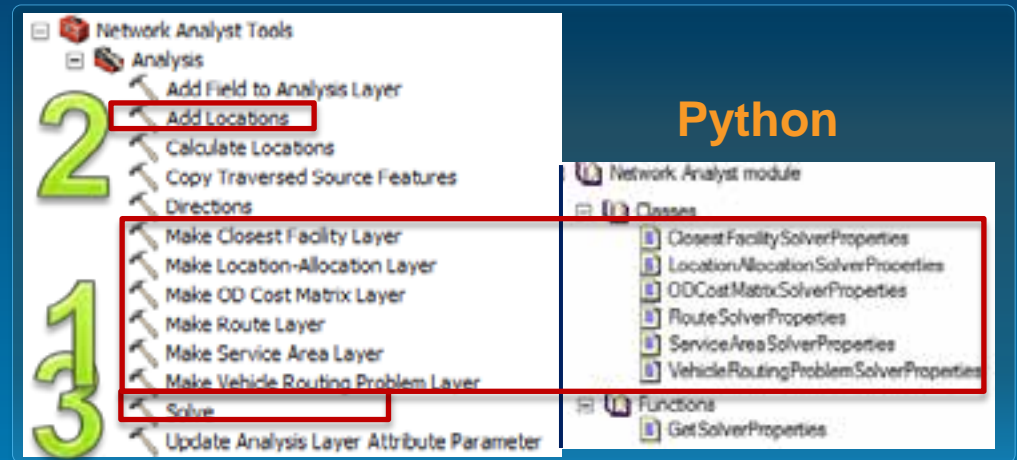 Network Analyst Tools
Analysis
Add Field to Analysis Layer
2
Add Locations
Calculate Locations
Copy Traversed Source Features
Directions
Make Closest Facility Layer
Make Location-Allocation Layer
Make OD Cost Matrix Layer
1
Make Route Layer
Make Service Area Layer
Make Vehicle Routing Problem Layer
3
Solve
Update Analysis Layer Attribute Parameter
Python
Network Analyst module
Classes
ClosestFacilitySolverProperties
LocationAllocationSolverProperties
ODCostMatrixSolverProperties
RouteSolverProperties
ServiceAreaSolverProperties
VehicleRoutingProblemSolverProperties
Functions
GetSolverProperties